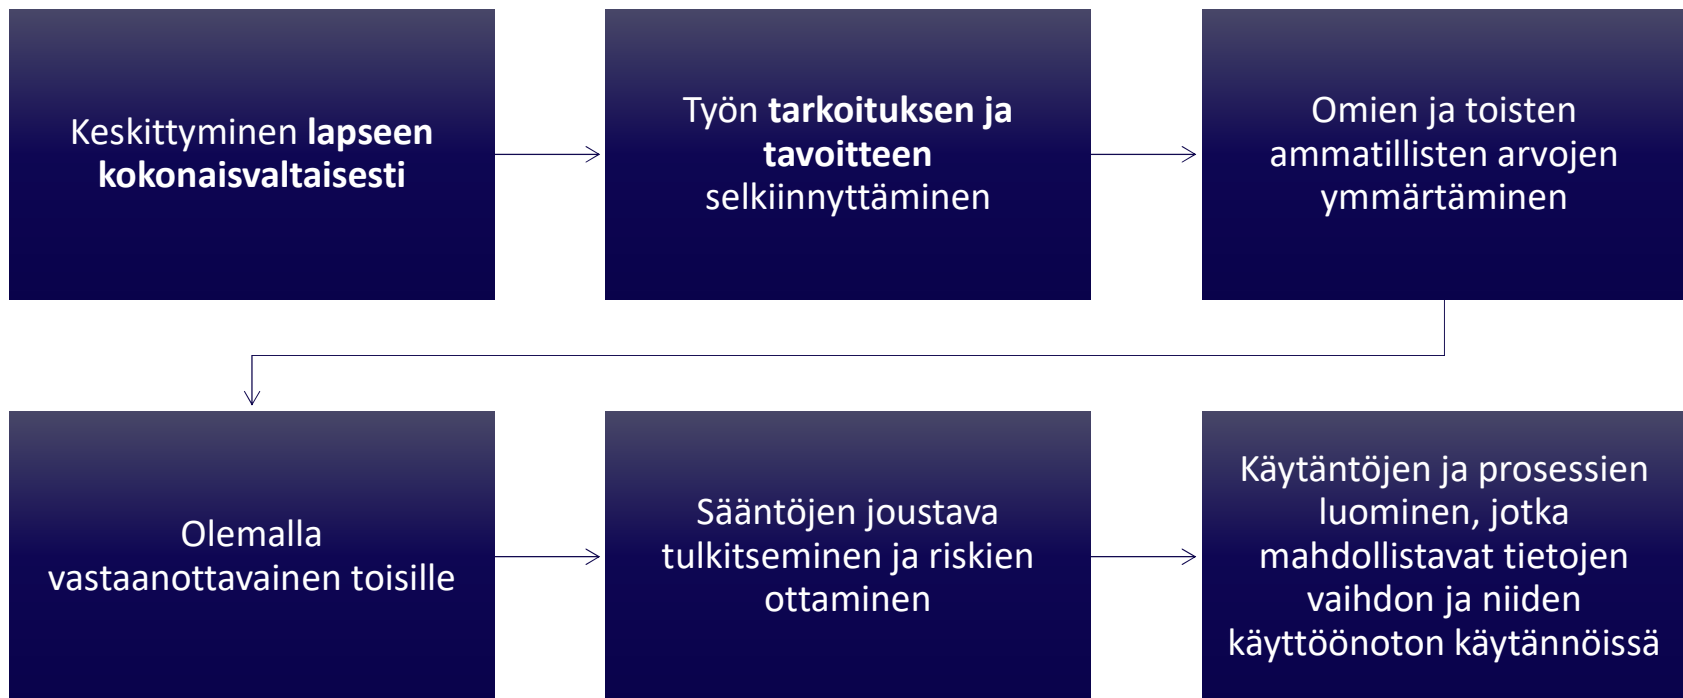 Keskittyminen lapseen
kokonaisvaltaisesti
Työn tarkoituksen ja
tavoitteen
selkiinnyttäminen
Omien ja toisten
ammatillisten arvojen
ymmärtäminen
Olemalla
vastaanottavainen toisille
Sääntöjen joustava
tulkitseminen ja riskien
ottaminen
Käytäntöjen ja prosessien
luominen, jotka
mahdollistavat tietojen
vaihdon ja niiden
käyttöönoton käytännöissä